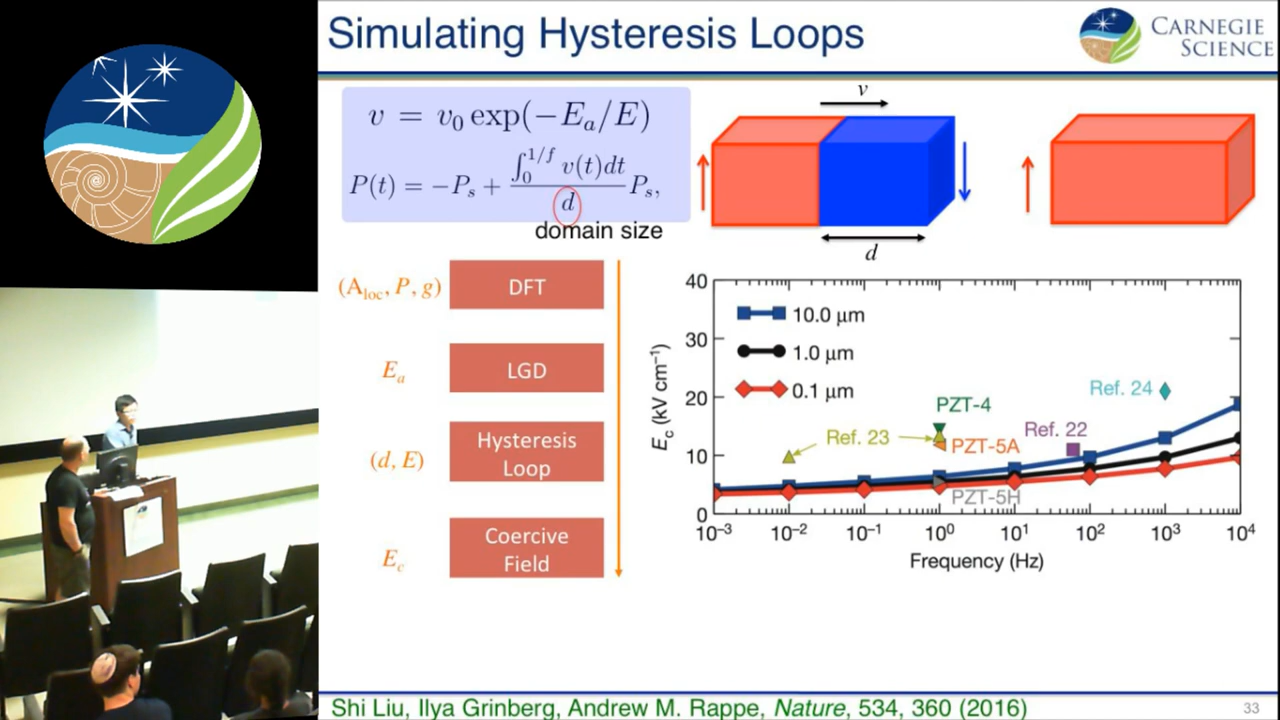 Simulating Hysteresis Loops
CARNEGIE
SCIENCE
v = v₀ exp(−Eₐ/E)
P(t) = −Pₛ + ∫₀^{1/f} v(t)dt / d Pₛ,
domain size
v
d
(A_loc, P, g)
DFT
Eₐ
LGD
(d, E)
Hysteresis
Loop
E_c
Coercive
Field
E_c (kV cm⁻¹)
40
30
20
10
0
10.0 μm
1.0 μm
0.1 μm
Ref. 23
PZT-4
PZT-5A
PZT-5H
Ref. 22
Ref. 24
10⁻³ 10⁻² 10⁻¹ 10⁰ 10¹ 10² 10³ 10⁴
Frequency (Hz)
Shi Liu, Ilya Grinberg, Andrew M. Rappe, Nature, 534, 360 (2016)
33